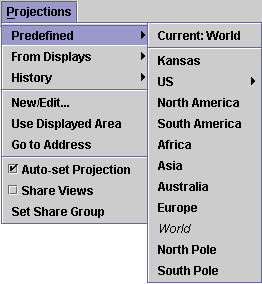 Projections
Predefined
From Displays
History
New/Edit...
Use Displayed Area
Go to Address
Auto-set Projection
Share Views
Set Share Group
Current: World
Kansas
US
North America
South America
Africa
Asia
Australia
Europe
World
North Pole
South Pole